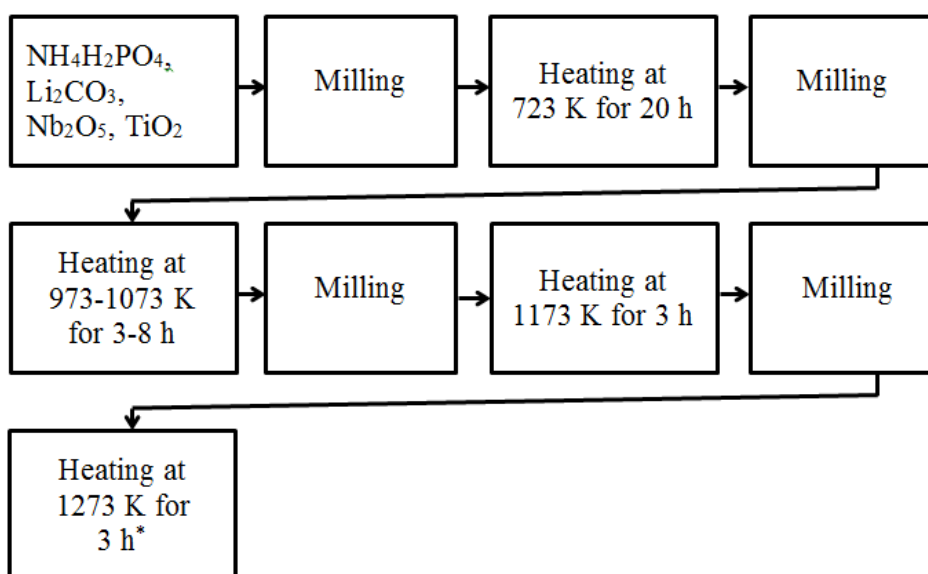 NH₄H₂PO₄,
Li₂CO₃,
Nb₂O₅, TiO₂
Milling
Heating at
723 K for 20 h
Milling
Heating at
973-1073 K
for 3-8 h
Milling
Heating at
1173 K for 3 h
Milling
Heating at
1273 K for
3 h*